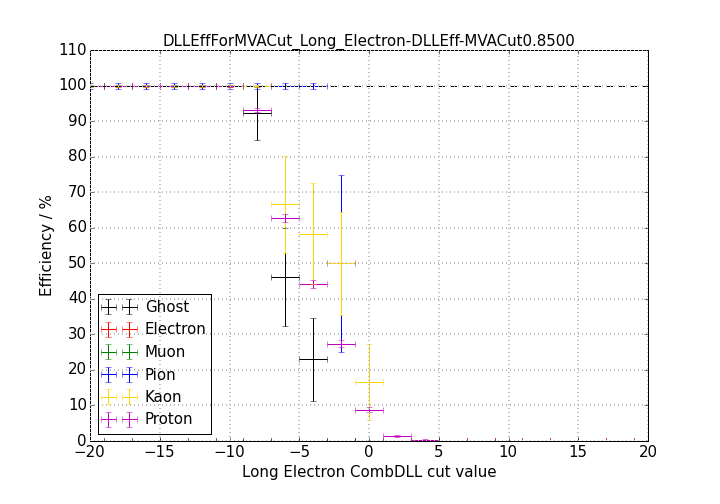 DLLEffForMVACut_Long_Electron-DLLEff-MVACut0.8500
110
100
90
80
70
60
50
40
30
20
10
0
Efficiency / %
Ghost
Electron
Muon
Pion
Kaon
Proton
−20 −15 −10 −5 0 5 10 15 20
Long Electron CombDLL cut value